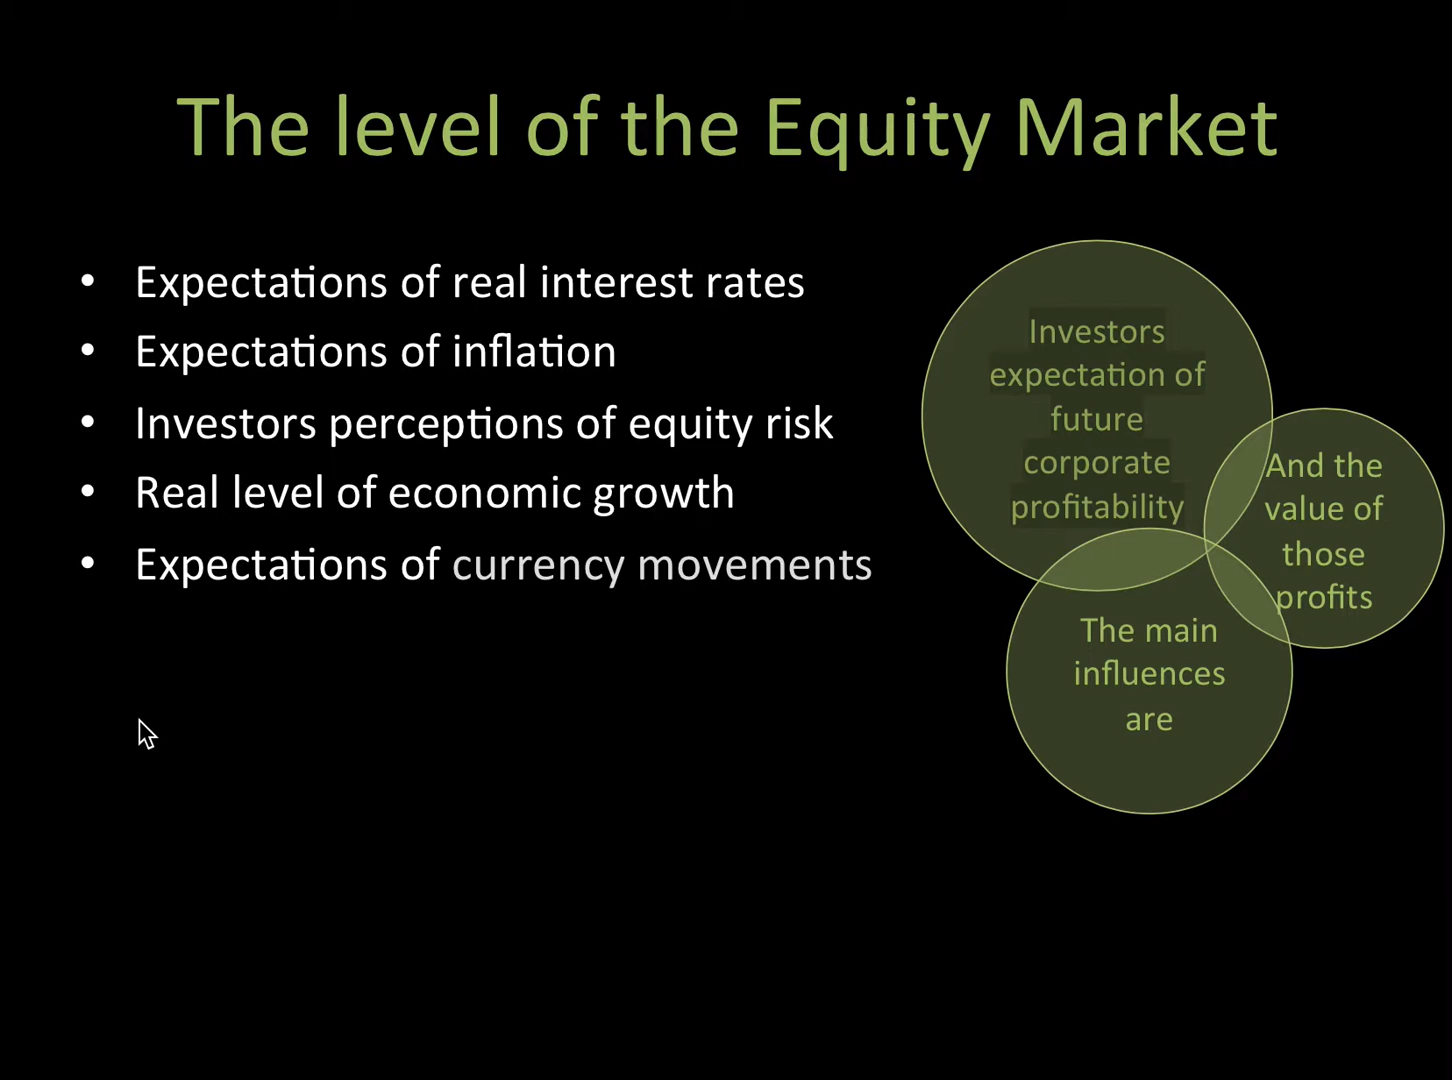 The level of the Equity Market
• Expectations of real interest rates
• Expectations of inflation
• Investors perceptions of equity risk
• Real level of economic growth
• Expectations of currency movements
Investors
expectation of
future
corporate
profitability
And the
value of
those
profits
The main
influences
are